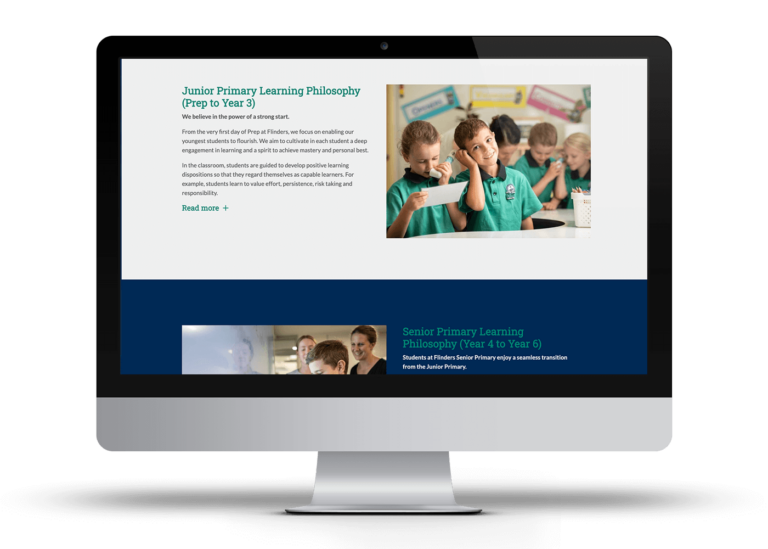 Junior Primary Learning Philosophy
(Prep to Year 3)
We believe in the power of a strong start.
From the very first day of Prep at Flinders, we focus on enabling our
youngest students to flourish. We aim to cultivate in each student a deep
engagement in learning and a spirit to achieve mastery and personal best.
In the classroom, students are guided to develop positive learning
dispositions so that they regard themselves as capable learners. For
example, students learn to value effort, persistence, risk taking and
responsibility.
Read more +
Senior Primary Learning
Philosophy (Year 4 to Year 6)
Students at Flinders Senior Primary enjoy a seamless transition
from the Junior Primary.